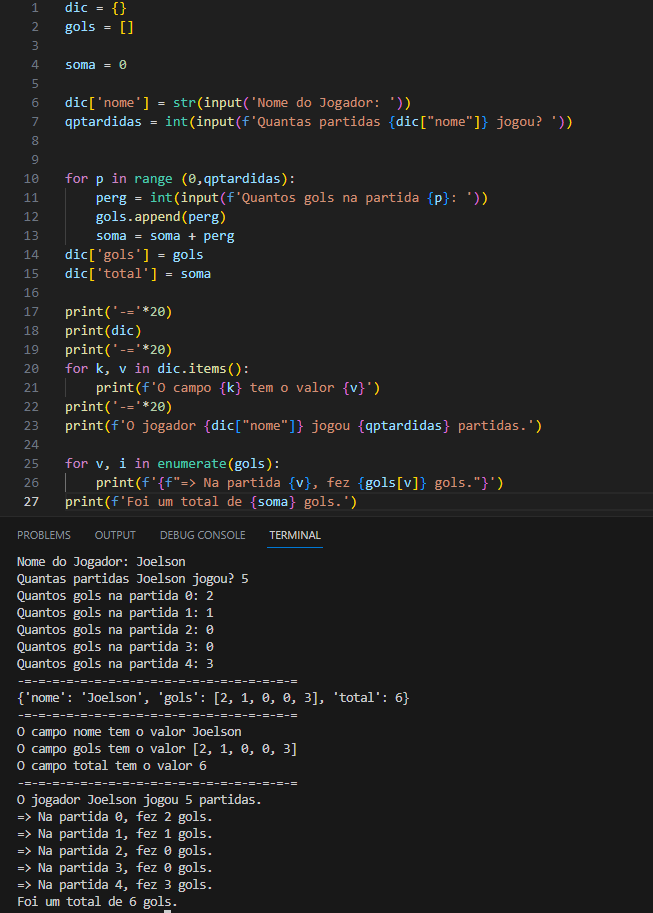 1 dic = {}
2 gols = []
3
4 soma = 0
5
6 dic['nome'] = str(input('Nome do Jogador: '))
7 qptardidas = int(input(f'Quantas partidas {dic["nome"]} jogou? '))
8
9
10 for p in range (0,qptardidas):
11     perg = int(input(f'Quantos gols na partida {p}: '))
12     gols.append(perg)
13     soma = soma + perg
14 dic['gols'] = gols
15 dic['total'] = soma
16
17 print('-='*20)
18 print(dic)
19 print('-='*20)
20 for k, v in dic.items():
21     print(f'O campo {k} tem o valor {v}')
22 print('-='*20)
23 print(f'O jogador {dic["nome"]} jogou {qptardidas} partidas.')
24
25 for v, i in enumerate(gols):
26     print(f'{f"=> Na partida {v}, fez {gols[v]} gols."}')
27 print(f'Foi um total de {soma} gols.')
PROBLEMS OUTPUT DEBUG CONSOLE TERMINAL
Nome do Jogador: Joelson
Quantas partidas Joelson jogou? 5
Quantos gols na partida 0: 2
Quantos gols na partida 1: 1
Quantos gols na partida 2: 0
Quantos gols na partida 3: 0
Quantos gols na partida 4: 3
-=-=-=-=-=-=-=-=-=-=-=-=-=-=-=-=-=-=-=-=
{'nome': 'Joelson', 'gols': [2, 1, 0, 0, 3], 'total': 6}
-=-=-=-=-=-=-=-=-=-=-=-=-=-=-=-=-=-=-=-=
O campo nome tem o valor Joelson
O campo gols tem o valor [2, 1, 0, 0, 3]
O campo total tem o valor 6
-=-=-=-=-=-=-=-=-=-=-=-=-=-=-=-=-=-=-=-=
O jogador Joelson jogou 5 partidas.
=> Na partida 0, fez 2 gols.
=> Na partida 1, fez 1 gols.
=> Na partida 2, fez 0 gols.
=> Na partida 3, fez 0 gols.
=> Na partida 4, fez 3 gols.
Foi um total de 6 gols.